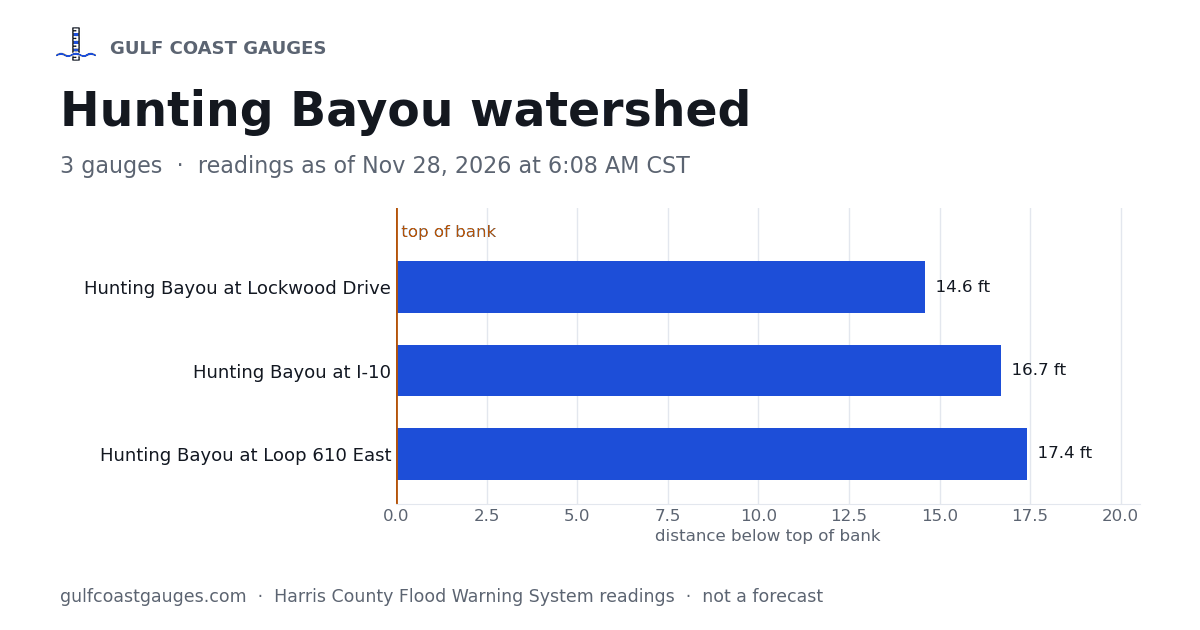 GULF COAST GAUGES
Hunting Bayou watershed
3 gauges · readings as of Nov 28, 2026 at 6:08 AM CST
top of bank
Hunting Bayou at Lockwood Drive 14.6 ft
Hunting Bayou at I-10 16.7 ft
Hunting Bayou at Loop 610 East 17.4 ft
0.0 2.5 5.0 7.5 10.0 12.5 15.0 17.5 20.0
distance below top of bank
gulfcoastgauges.com · Harris County Flood Warning System readings · not a forecast